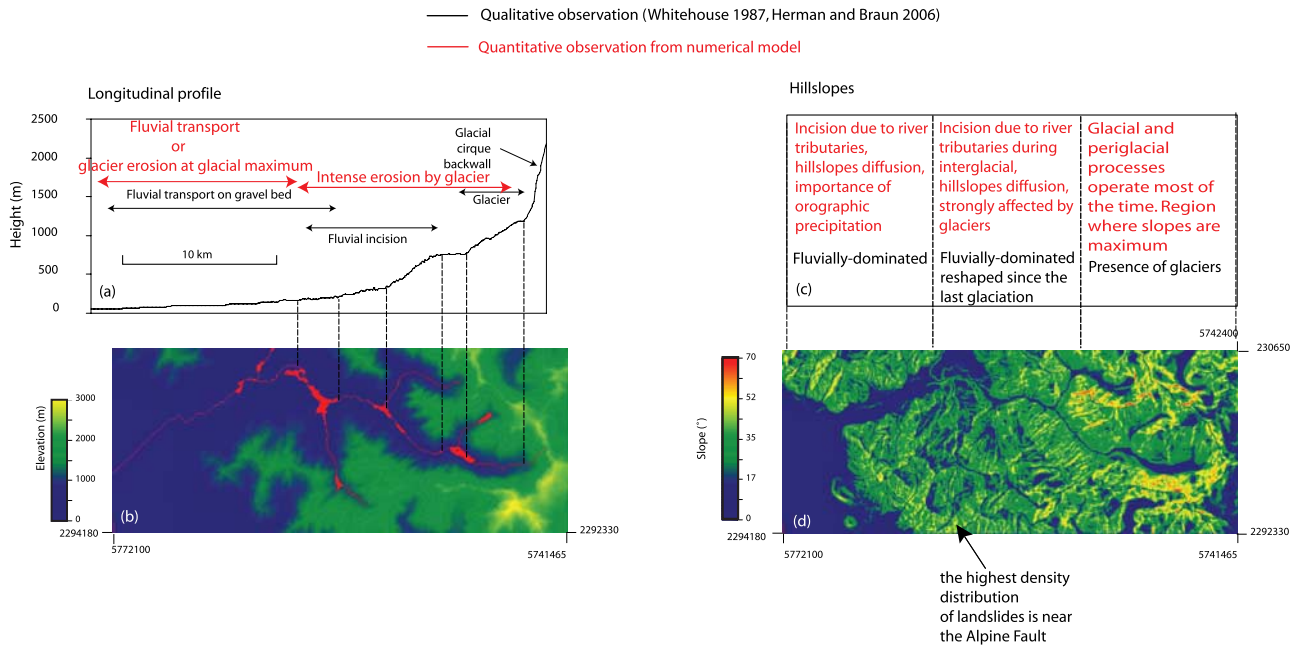 Qualitative observation (Whitehouse 1987, Herman and Braun 2006)
Quantitative observation from numerical model
Longitudinal profile
Height (m)
2500
2000
1500
1000
500
0
Fluvial transport
or
glacier erosion at glacial maximum
Intense erosion by glacier
Glacial
cirque
backwall
Fluvial transport on gravel bed
Glacier
Fluvial incision
10 km
(a)
Elevation (m)
3000
2000
1000
0
(b)
2294180
5772100
2292330
5741465
Hillslopes
Incision due to river
tributaries,
hillslopes diffusion,
importance of
orographic
precipitation
Fluvially-dominated
Incision due to river
tributaries during
interglacial,
hillslopes diffusion,
strongly affected by
glaciers
Fluvially-dominated
reshaped since the
last glaciation
Glacial and
periglacial
processes
operate most of
the time. Region
where slopes are
maximum
Presence of glaciers
(c)
5742400
230650
Slope (°)
70
52
35
17
0
(d)
2294180
5772100
2292330
5741465
the highest density
distribution
of landslides is near
the Alpine Fault